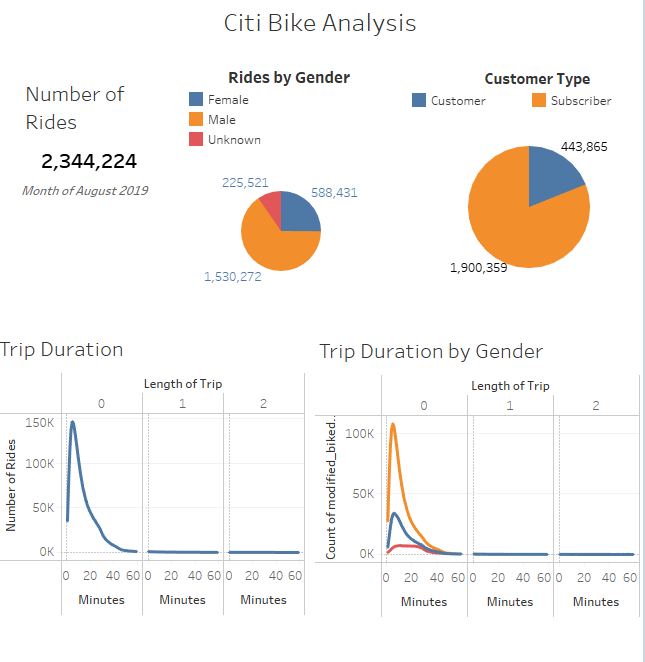 Citi Bike Analysis
Number of
Rides
2,344,224
Month of August 2019
Rides by Gender
Female
Male
Unknown
225,521
588,431
1,530,272
Customer Type
Customer
Subscriber
443,865
1,900,359
Trip Duration
Length of Trip
0 1 2
Number of Rides
150K
100K
50K
0K
0 20 40 60 0 20 40 60 0 20 40 60
Minutes Minutes Minutes
Trip Duration by Gender
Length of Trip
0 1 2
Count of modified_biked..
100K
50K
0K
0 20 40 60 0 20 40 60 0 20 40 60
Minutes Minutes Minutes